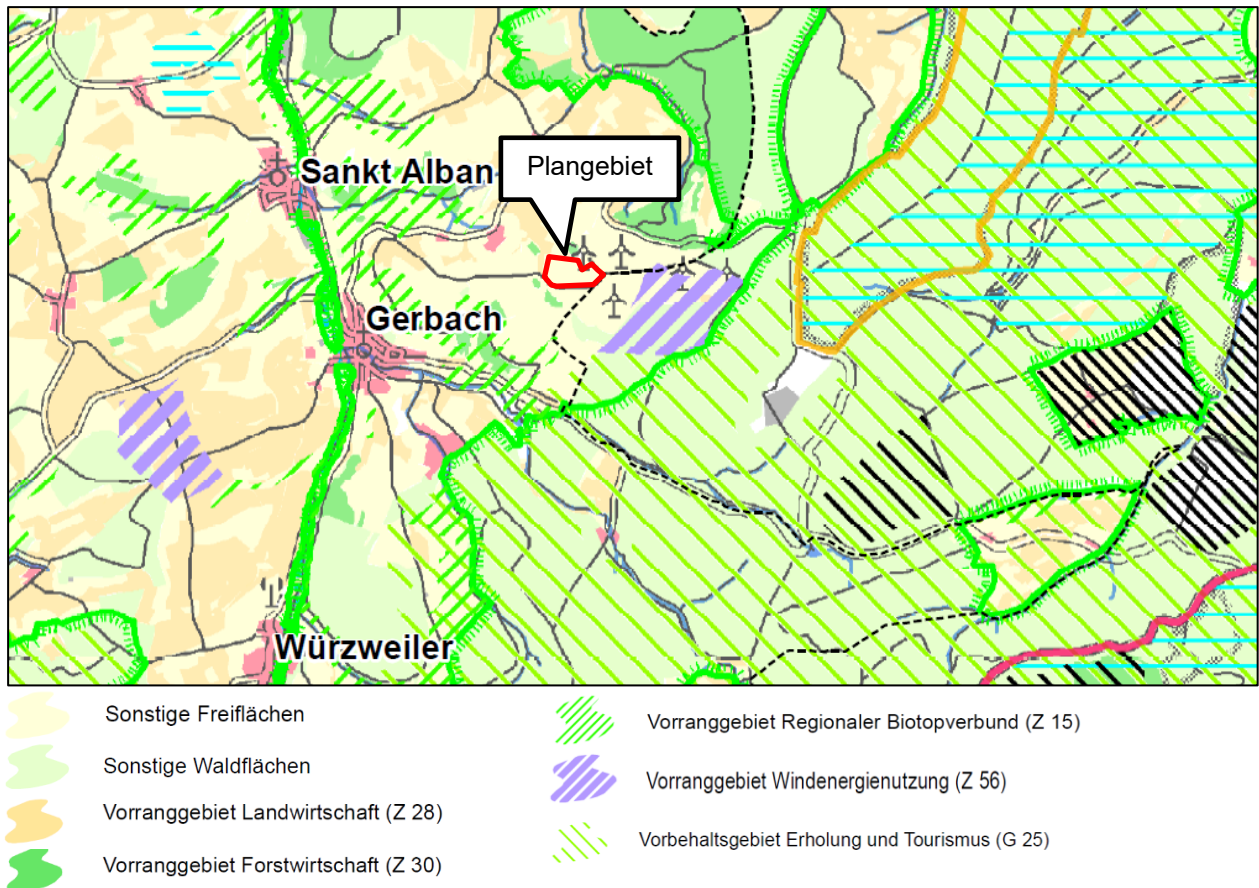 Sankt Alban
Plangebiet
Gerbach
Würzweiler
Sonstige Freiflächen
Sonstige Waldflächen
Vorranggebiet Landwirtschaft (Z 28)
Vorranggebiet Forstwirtschaft (Z 30)
Vorranggebiet Regionaler Biotopverbund (Z 15)
Vorranggebiet Windenergienutzung (Z 56)
Vorbehaltsgebiet Erholung und Tourismus (G 25)